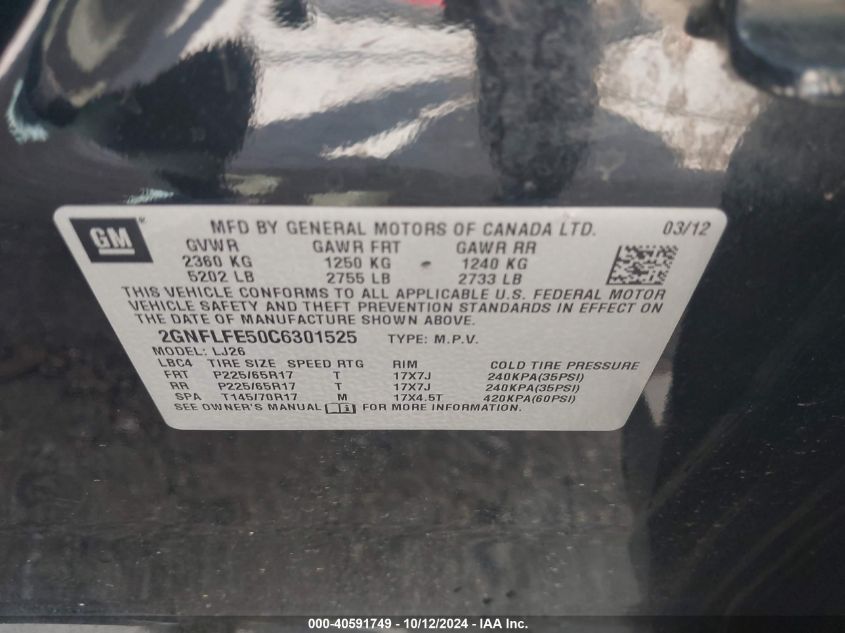 GM ® MFD BY GENERAL MOTORS OF CANADA LTD. 03/12
GVWR GAWR FRT GAWR RR
2360 KG 1250 KG 1240 KG
5202 LB 2755 LB 2733 LB
THIS VEHICLE CONFORMS TO ALL APPLICABLE U.S. FEDERAL MOTOR
VEHICLE SAFETY AND THEFT PREVENTION STANDARDS IN EFFECT ON
THE DATE OF MANUFACTURE SHOWN ABOVE.
2GNFLFE50C6301525 TYPE: M.P.V.
MODEL: LJ26
LBC4 TIRE SIZE SPEED RTG RIM COLD TIRE PRESSURE
FRT P225/65R17 T 17X7J 240KPA(35PSI)
RR P225/65R17 T 17X7J 240KPA(35PSI)
SPA T145/70R17 M 17X4.5T 420KPA(60PSI)
SEE OWNER'S MANUAL FOR MORE INFORMATION.
000-40591749 - 10/12/2024 - IAA Inc.